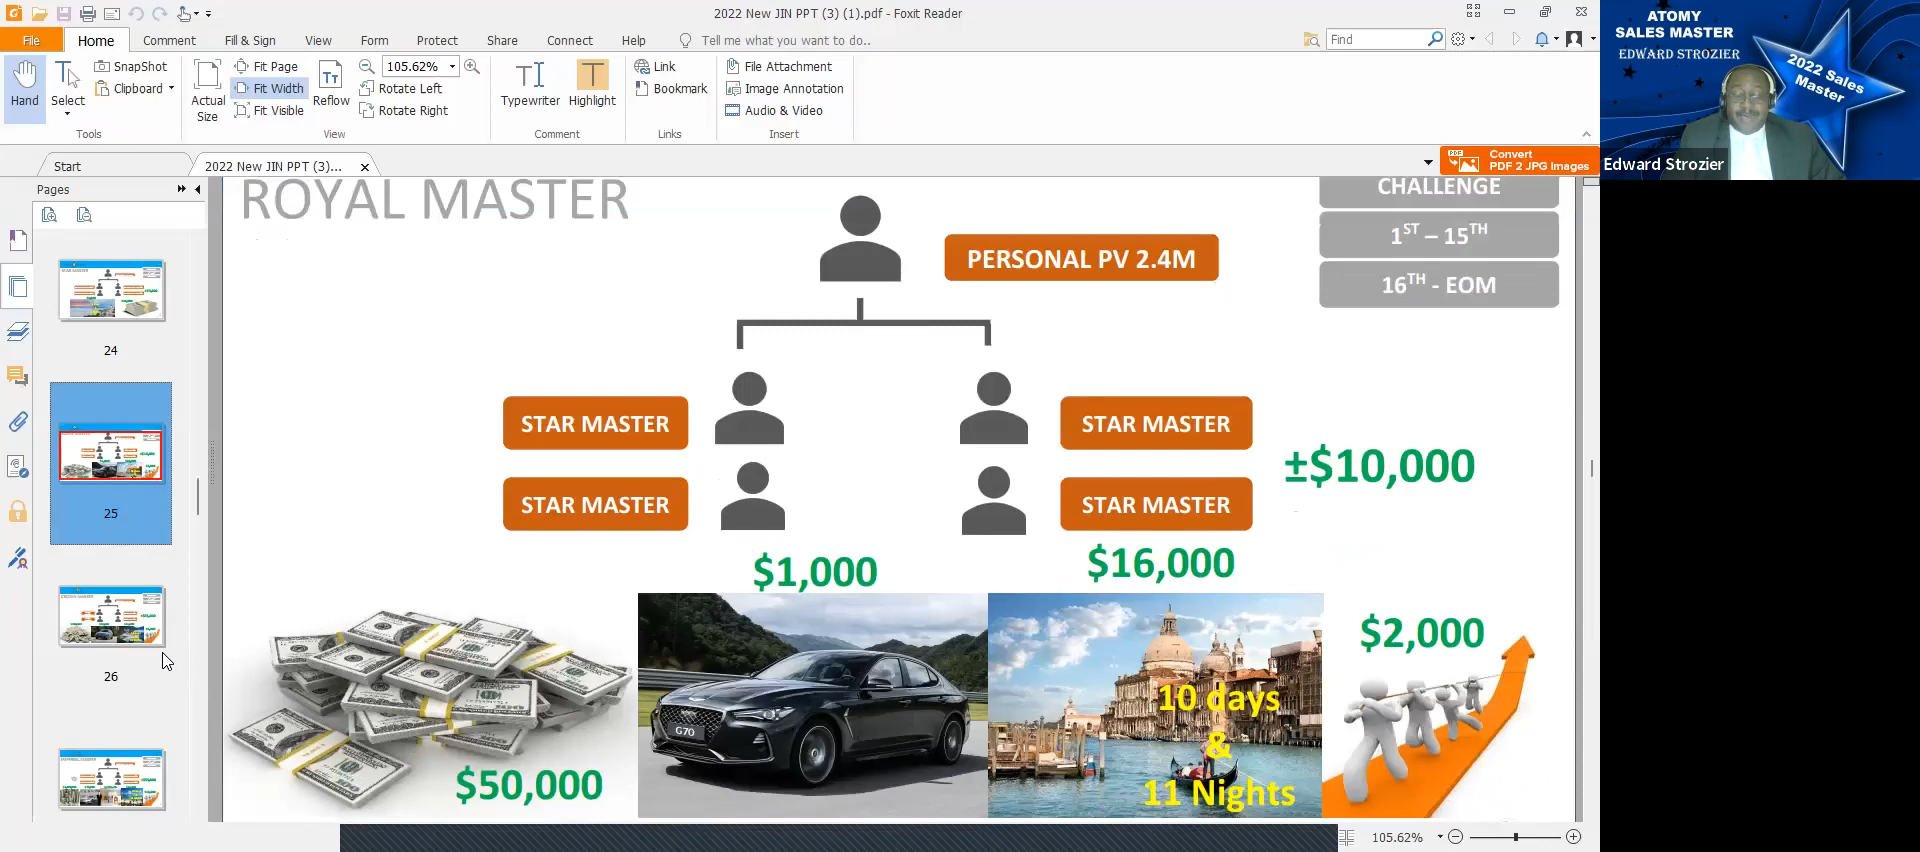 2022 New JIN PPT (3) (1).pdf - Foxit Reader
File
Home
Comment
Fill & Sign
View
Form
Protect
Share
Connect
Help
Tell me what you want to do..
Find
Hand
Select
SnapShot
Clipboard
Tools
Actual
Size
Fit Page
Fit Width
Fit Visible
Reflow
105.62%
Rotate Left
Rotate Right
View
Typewriter
Highlight
Comment
Link
Bookmark
Links
File Attachment
Image Annotation
Audio & Video
Insert
Start
2022 New JIN PPT (3)...
Convert
PDF 2 JPG Images
Pages
24
25
26
ROYAL MASTER
CHALLENGE
1ST – 15TH
16TH - EOM
PERSONAL PV 2.4M
STAR MASTER
STAR MASTER
STAR MASTER
STAR MASTER
±$10,000
$1,000
$16,000
$2,000
$50,000
G70
10 days
&
11 Nights
105.62%
ATOMY
SALES MASTER
EDWARD STROZIER
2022 Sales
Master
Edward Strozier